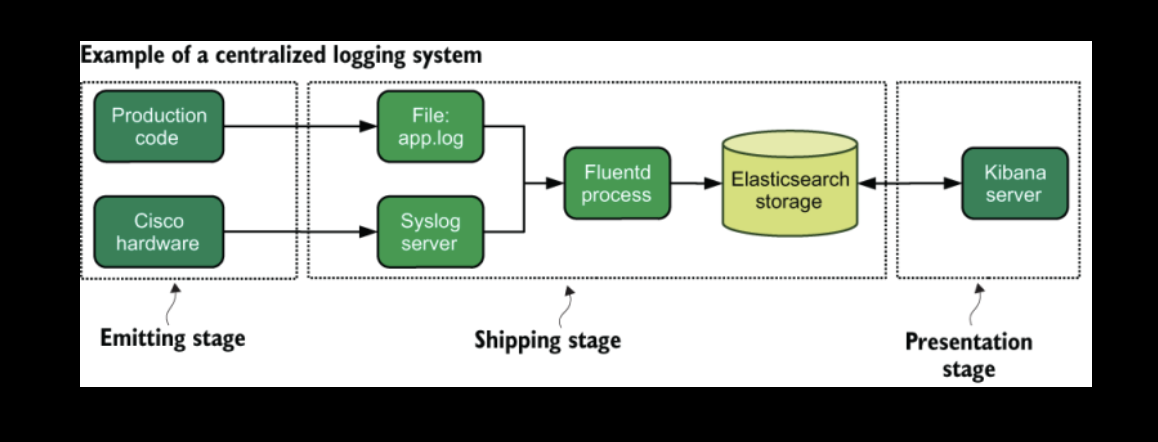 Example of a centralized logging system
Production
code
File:
app.log
Fluentd
process
Elasticsearch
storage
Kibana
server
Cisco
hardware
Syslog
server
Emitting stage
Shipping stage
Presentation
stage